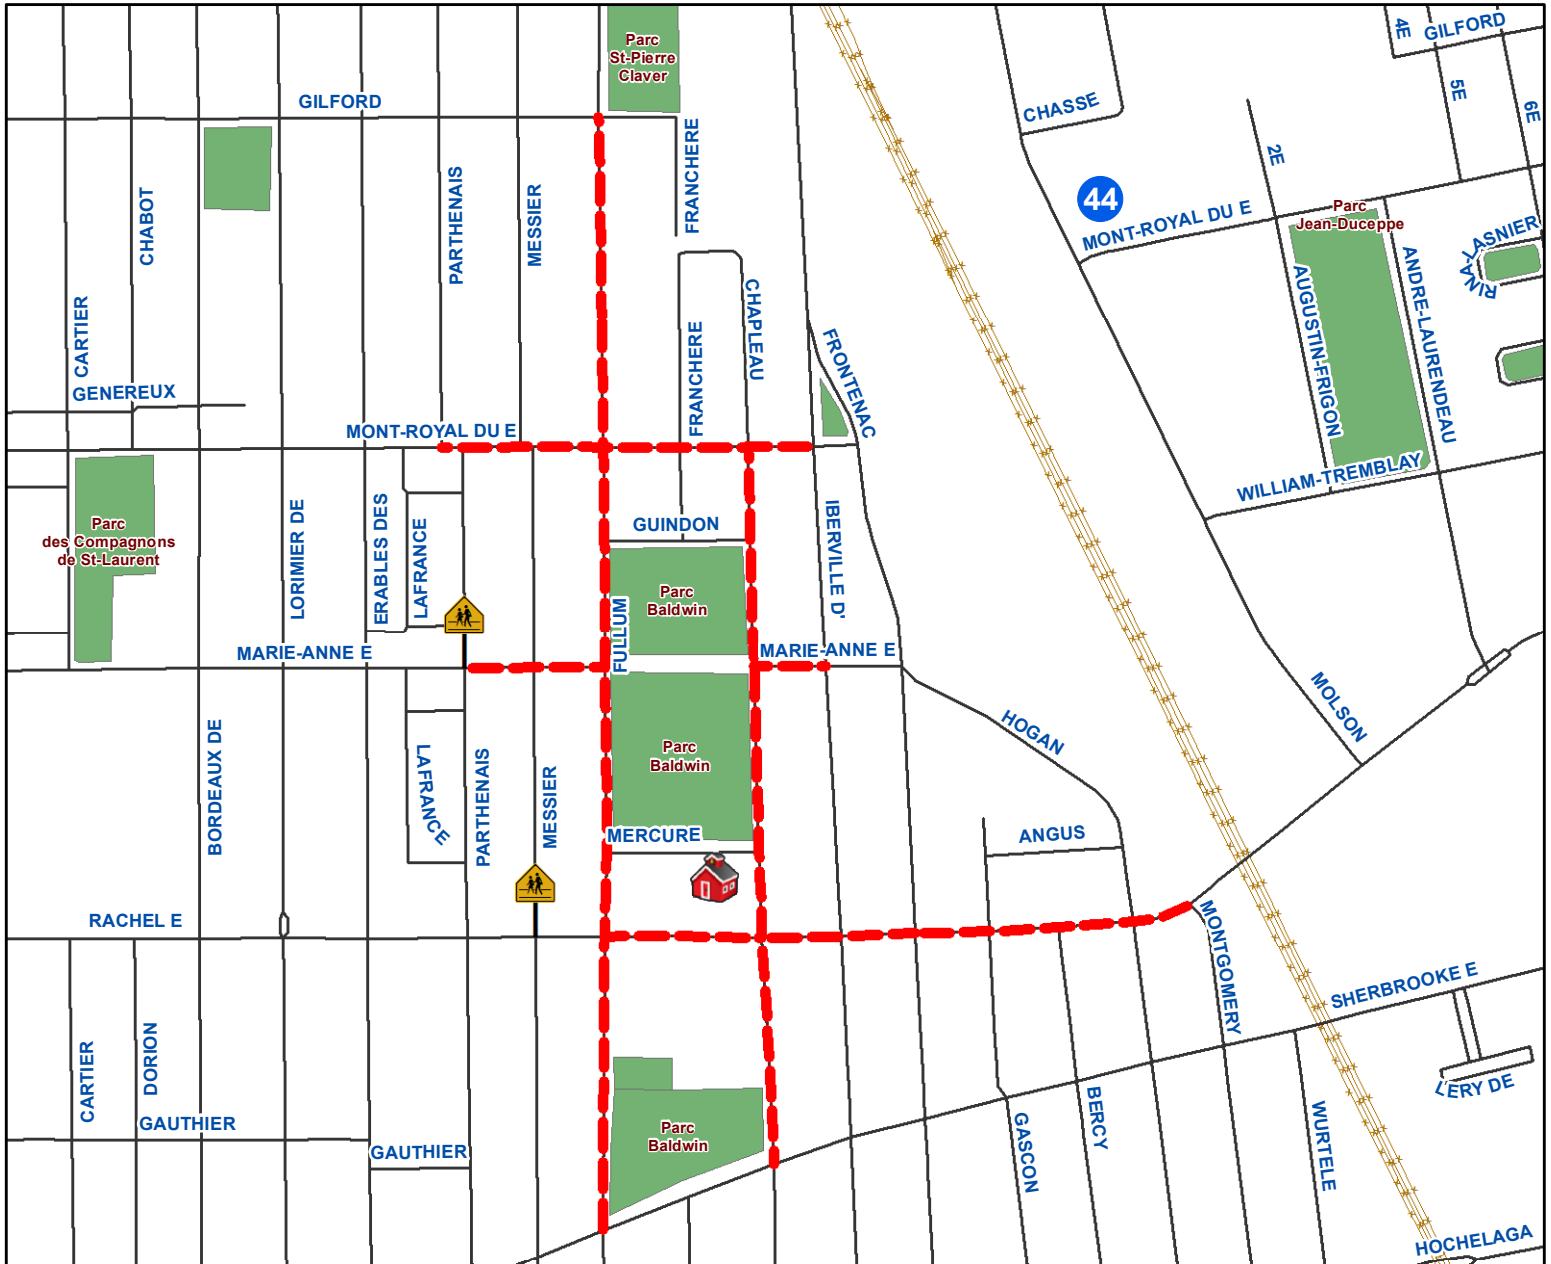 Parc
St-Pierre
Claver
4E
GILFORD
GILFORD
CHASSE
5E
6E
FRANCHERE
2E
44
CHABOT
PARTHENAIS
MESSIER
MONT-ROYAL DU E
Parc
Jean-Duceppe
RINA-LASNIER
CARTIER
CHAPLEAU
FRANCHERE
FRONTENAC
AUGUSTIN-FRIGON
ANDRE-LAURENDEAU
GENEREUX
MONT-ROYAL DU E
WILLIAM-TREMBLAY
Parc
des Compagnons
de St-Laurent
LORIMIER DE
ERABLES DES
LAFRANCE
GUINDON
IBERVILLE D'
Parc
Baldwin
FULLUM
MARIE-ANNE E
MARIE-ANNE E
HOGAN
MOLSON
BORDEAUX DE
LAFRANCE
PARTHENAIS
MESSIER
Parc
Baldwin
MERCURE
ANGUS
RACHEL E
MONTGOMERY
SHERBROOKE E
CARTIER
DORION
LERY DE
GAUTHIER
GAUTHIER
Parc
Baldwin
GASCON
BERCY
WURTELE
HOCHELAGA